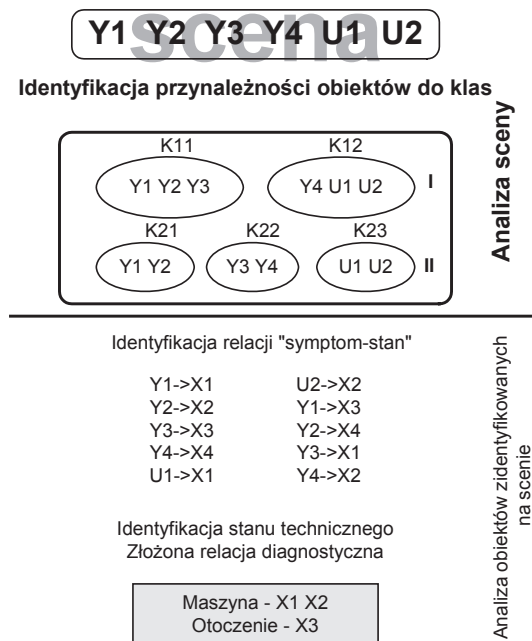 scena
Y1 Y2 Y3 Y4 U1 U2
Identyfikacja przynależności obiektów do klas
K11 K12
Y1 Y2 Y3 Y4 U1 U2 I
K21 K22 K23
Y1 Y2 Y3 Y4 U1 U2 II
Analiza sceny
Identyfikacja relacji "symptom-stan"
Y1->X1 U2->X2
Y2->X2 Y1->X3
Y3->X3 Y2->X4
Y4->X4 Y3->X1
U1->X1 Y4->X2
Identyfikacja stanu technicznego
Złożona relacja diagnostyczna
Maszyna - X1 X2
Otoczenie - X3
Analiza obiektów zidentyfikowanych
na scenie